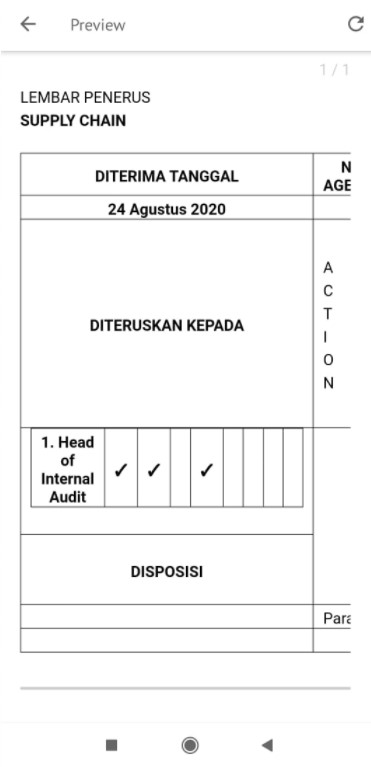 Preview
1 / 1
LEMBAR PENERUS
SUPPLY CHAIN
DITERIMA TANGGAL
N
AGE
24 Agustus 2020
DITERUSKAN KEPADA
A
C
T
I
O
N
1. Head
of
Internal
Audit
✓ ✓ ✓
DISPOSISI
Para